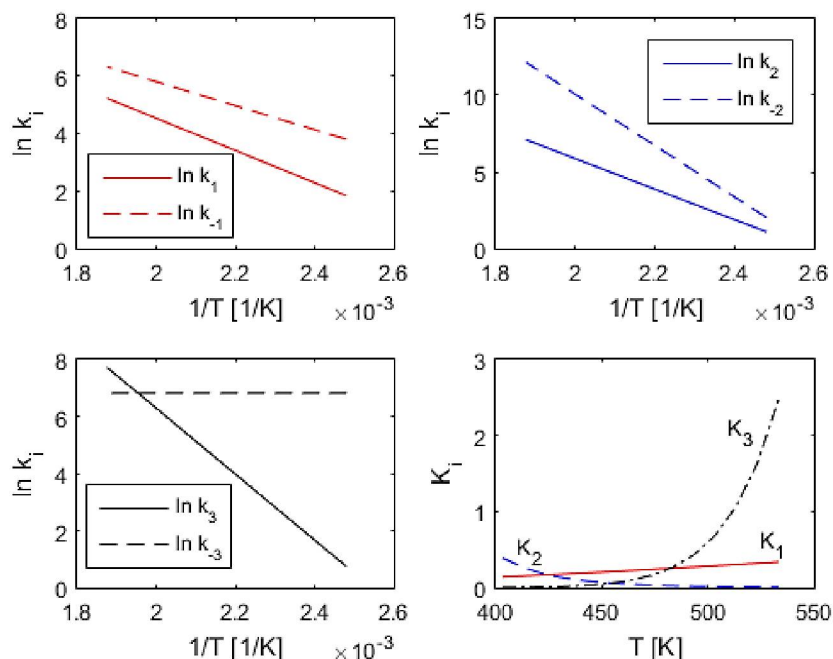 8
6
4
2
0
ln k_i
ln k_1
ln k_-1
1.8 2 2.2 2.4 2.6
1/T [1/K] × 10^-3
15
10
5
0
ln k_i
ln k_2
ln k_-2
1.8 2 2.2 2.4 2.6
1/T [1/K] × 10^-3
8
6
4
2
0
ln k_i
ln k_3
ln k_-3
1.8 2 2.2 2.4 2.6
1/T [1/K] × 10^-3
3
2
1
0
K_i
K_3
K_2
K_1
400 450 500 550
T [K]